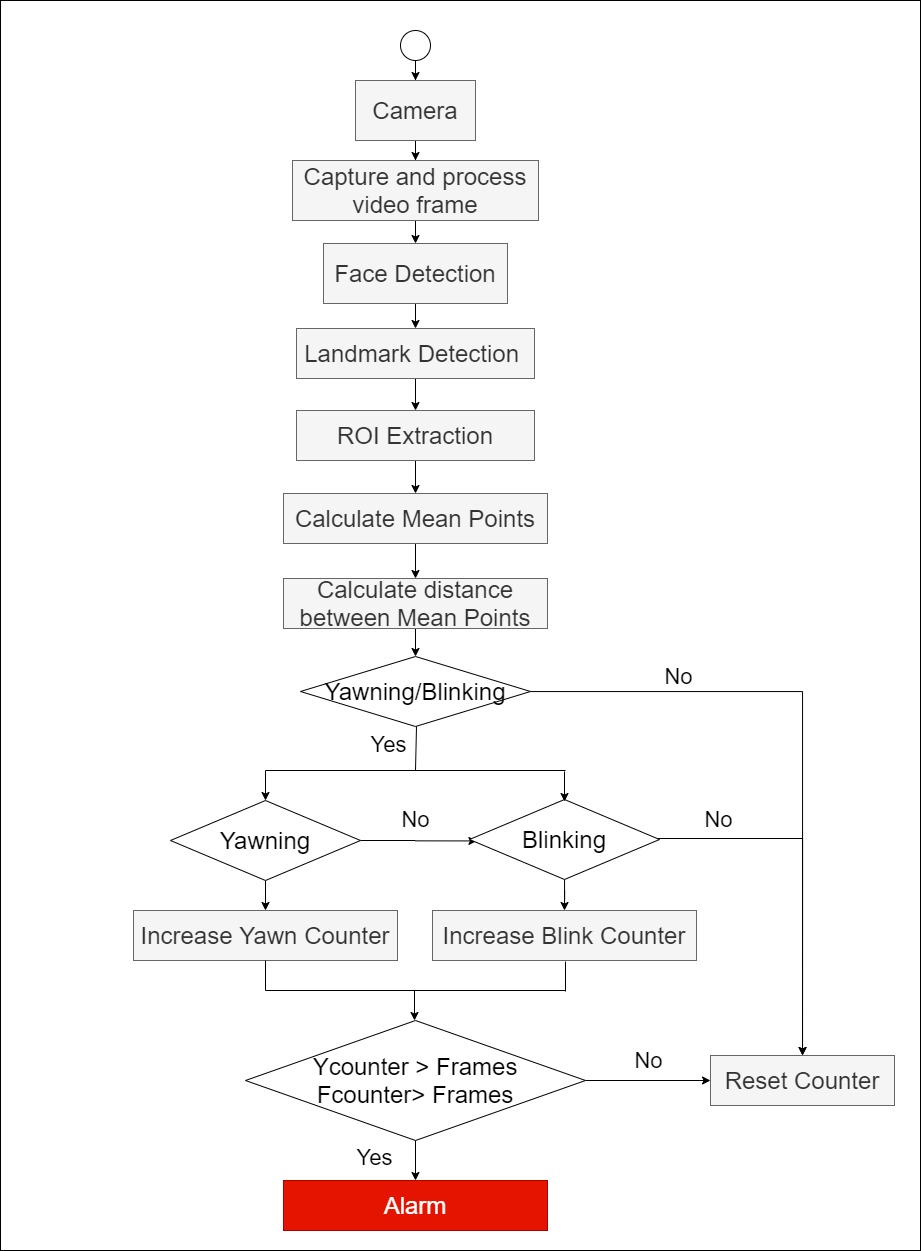 Camera
Capture and process
video frame
Face Detection
Landmark Detection
ROI Extraction
Calculate Mean Points
Calculate distance
between Mean Points
Yawning/Blinking
No
Yes
Yawning
No
Blinking
No
Increase Yawn Counter
Increase Blink Counter
Ycounter > Frames
Fcounter> Frames
No
Reset Counter
Yes
Alarm